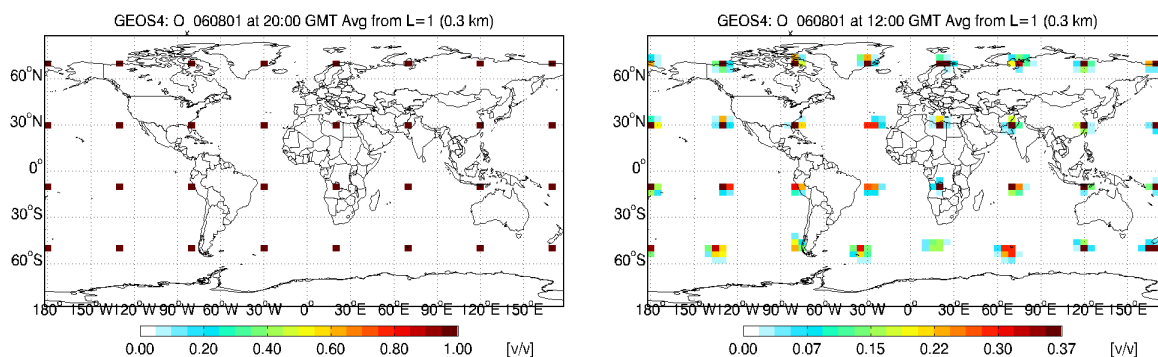 GEOS4: O_060801 at 20:00 GMT Avg from L=1 (0.3 km)
x
60°N
30°N
0°
30°S
60°S
180°W 150°W 120°W 90°W 60°W 30°W 0° 30°E 60°E 90°E 120°E 150°E
0.00 0.20 0.40 0.60 0.80 1.00 [v/v]
GEOS4: O_060801 at 12:00 GMT Avg from L=1 (0.3 km)
x
60°N
30°N
0°
30°S
60°S
180°W 150°W 120°W 90°W 60°W 30°W 0° 30°E 60°E 90°E 120°E 150°E
0.00 0.07 0.15 0.22 0.30 0.37 [v/v]